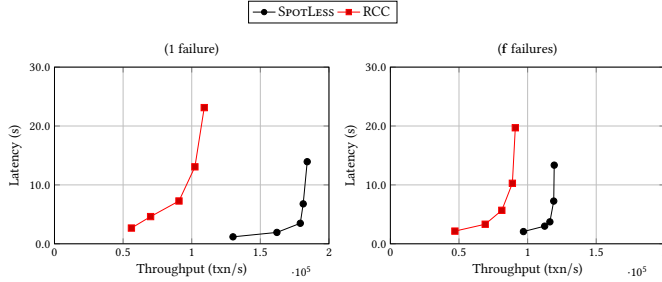 SPOTLESS RCC
(1 failure)
30.0
20.0
10.0
0.0
Latency (s)
0 0.5 1 1.5 2
Throughput (txn/s)
·10⁵
(f failures)
30.0
20.0
10.0
0.0
Latency (s)
0 0.5 1 1.5
Throughput (txn/s)
·10⁵